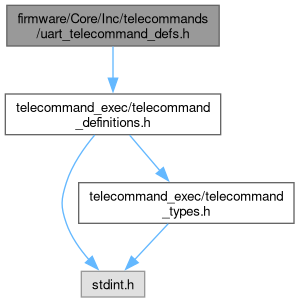 firmware/Core/Inc/telecommands
/uart_telecommand_defs.h
telecommand_exec/telecommand
_definitions.h
telecommand_exec/telecommand
_types.h
stdint.h